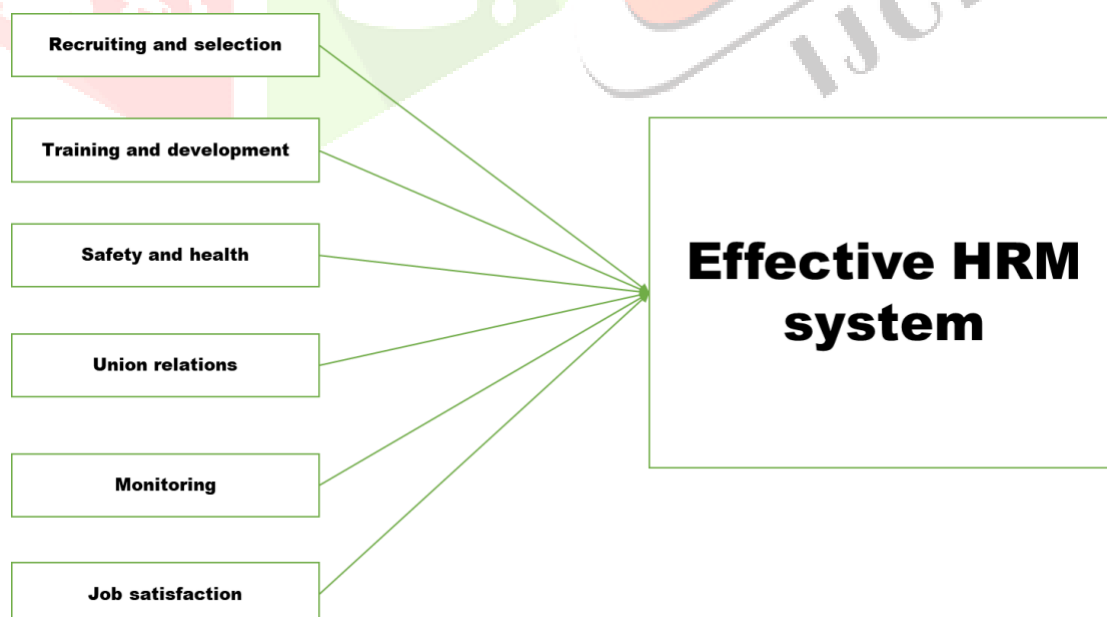 Recruiting and selection
Training and development
Safety and health
Union relations
Monitoring
Job satisfaction
Effective HRM
system